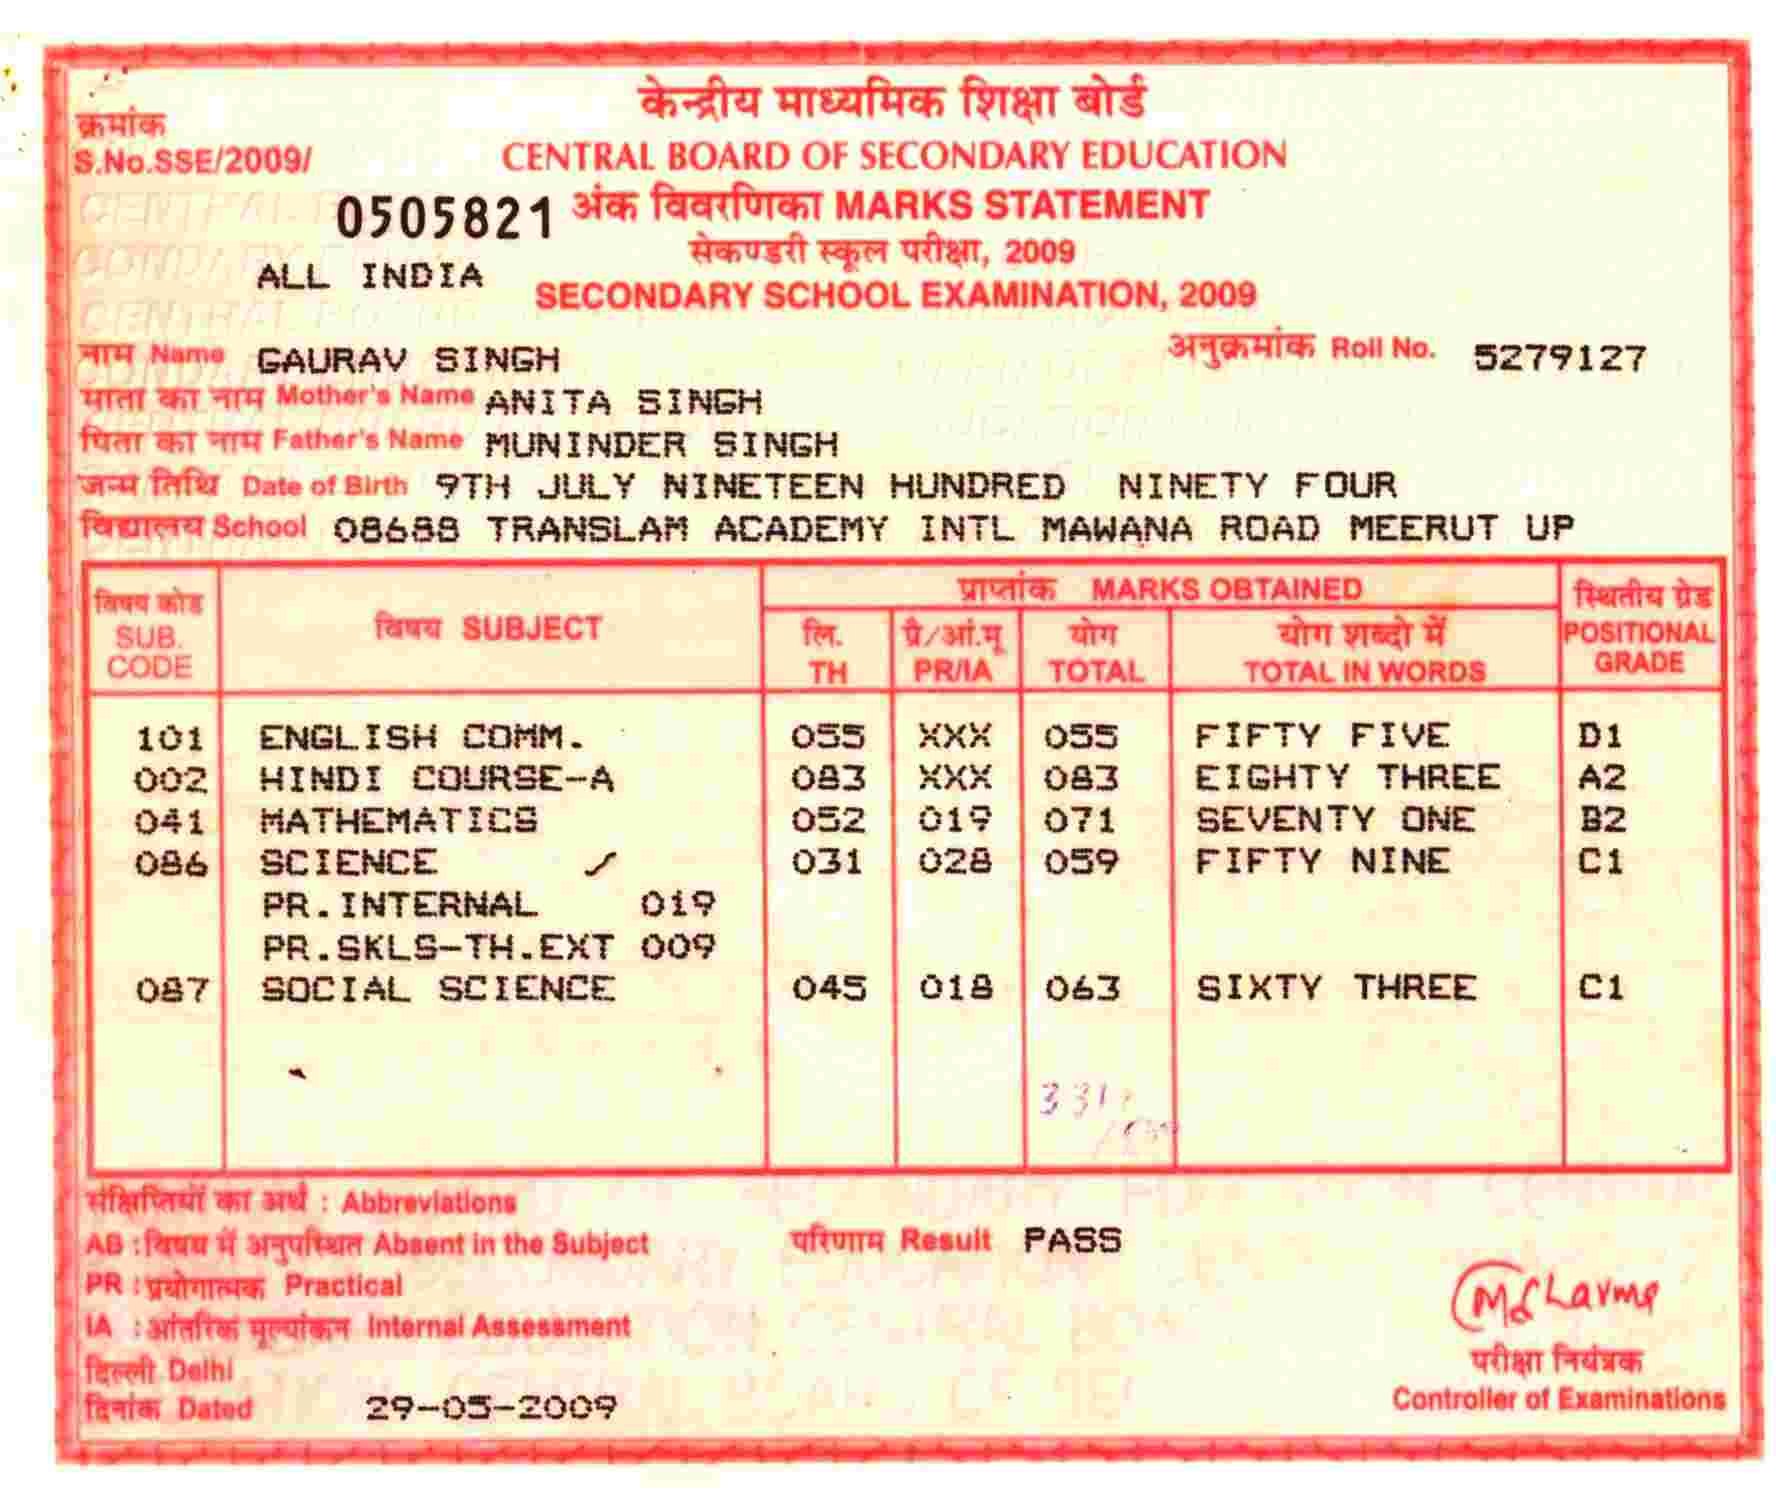 केन्द्रीय माध्यमिक शिक्षा बोर्ड
क्रमांक
S.No.SSE/2009/
CENTRAL BOARD OF SECONDARY EDUCATION
0505821
अंक विवरणिका MARKS STATEMENT
सेकण्डरी स्कूल परीक्षा, 2009
ALL INDIA
SECONDARY SCHOOL EXAMINATION, 2009
नाम Name GAURAV SINGH
अनुक्रमांक Roll No. 5279127
माता का नाम Mother's Name ANITA SINGH
पिता का नाम Father's Name MUNINDER SINGH
जन्म तिथि Date of Birth 9TH JULY NINETEEN HUNDRED NINETY FOUR
विद्यालय School 08688 TRANSLAM ACADEMY INTL MAWANA ROAD MEERUT UP
विषय कोड SUB. CODE
विषय SUBJECT
प्राप्तांक MARKS OBTAINED
स्थितीय ग्रेड POSITIONAL GRADE
लि. TH
प्रै/आं.मू PR/IA
योग TOTAL
योग शब्दो में TOTAL IN WORDS
101 ENGLISH COMM. 055 XXX 055 FIFTY FIVE D1
002 HINDI COURSE-A 083 XXX 083 EIGHTY THREE A2
041 MATHEMATICS 052 019 071 SEVENTY ONE B2
086 SCIENCE 031 028 059 FIFTY NINE C1
PR.INTERNAL 019
PR.SKLS-TH.EXT 009
087 SOCIAL SCIENCE 045 018 063 SIXTY THREE C1
331
संक्षिप्तियों का अर्थ : Abbreviations
AB : विषय में अनुपस्थित Absent in the Subject
परिणाम Result PASS
PR : प्रयोगात्मक Practical
IA : आंतरिक मूल्यांकन Internal Assessment
दिल्ली Delhi
परीक्षा नियंत्रक
Controller of Examinations
दिनांक Dated 29-05-2009